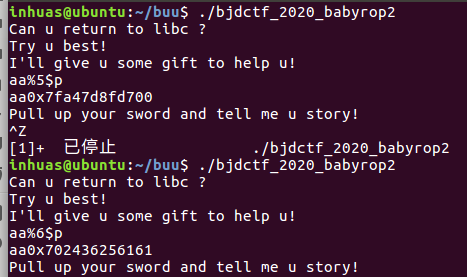 inhuas@ubuntu:~/buu$ ./bjdctf_2020_babyrop2
Can u return to libc ?
Try u best!
I'll give u some gift to help u!
aa%5$p
aa0x7fa47d8fd700
Pull up your sword and tell me u story!
^Z
[1]+  已停止               ./bjdctf_2020_babyrop2
inhuas@ubuntu:~/buu$ ./bjdctf_2020_babyrop2
Can u return to libc ?
Try u best!
I'll give u some gift to help u!
aa%6$p
aa0x702436256161
Pull up your sword and tell me u story!